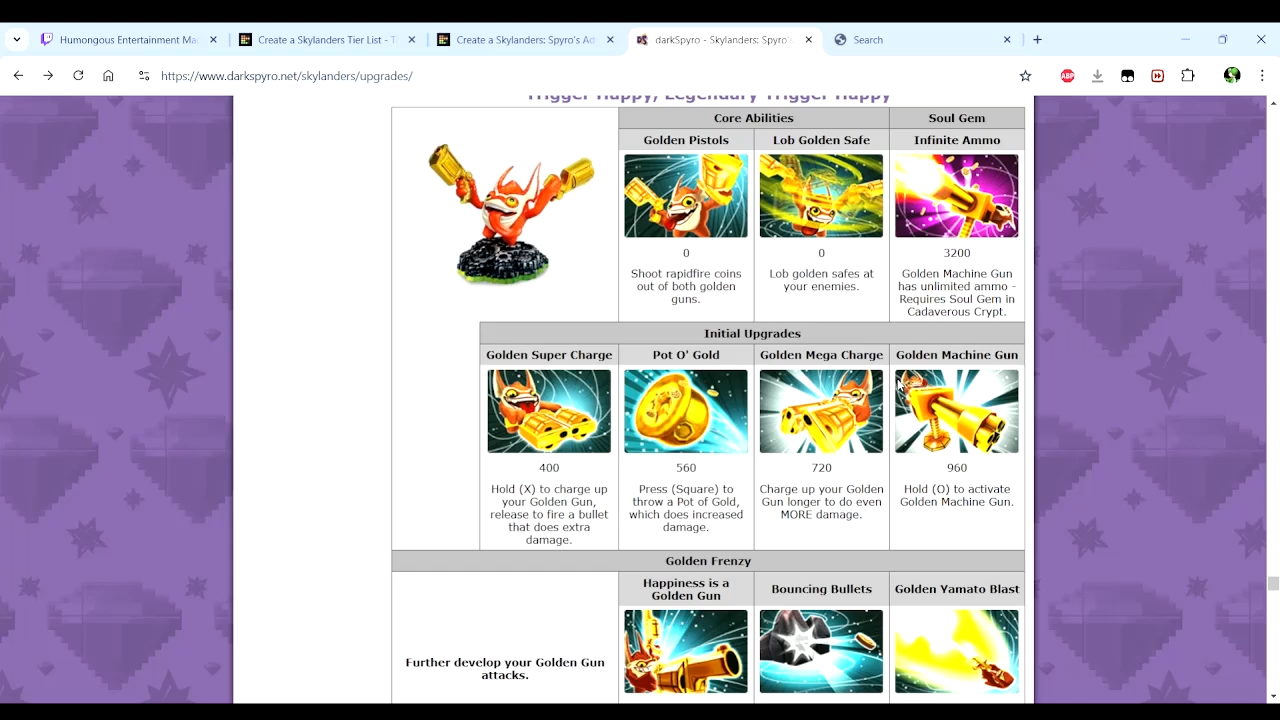 Humongous Entertainment Ma
Create a Skylanders Tier List - T
Create a Skylanders: Spyro's Ad
darkSpyro - Skylanders: Spyro'
Search
https://www.darkspyro.net/skylanders/upgrades/
ABP
Trigger Happy, Legendary Trigger Happy
Core Abilities
Soul Gem
Golden Pistols
Lob Golden Safe
Infinite Ammo
0
0
3200
Shoot rapidfire coins
out of both golden
guns.
Lob golden safes at
your enemies.
Golden Machine Gun
has unlimited ammo -
Requires Soul Gem in
Cadaverous Crypt.
Initial Upgrades
Golden Super Charge
Pot O' Gold
Golden Mega Charge
Golden Machine Gun
400
560
720
960
Hold (X) to charge up
your Golden Gun,
release to fire a bullet
that does extra
damage.
Press (Square) to
throw a Pot of Gold,
which does increased
damage.
Charge up your Golden
Gun longer to do even
MORE damage.
Hold (O) to activate
Golden Machine Gun.
Golden Frenzy
Happiness is a
Golden Gun
Bouncing Bullets
Golden Yamato Blast
Further develop your Golden Gun
attacks.